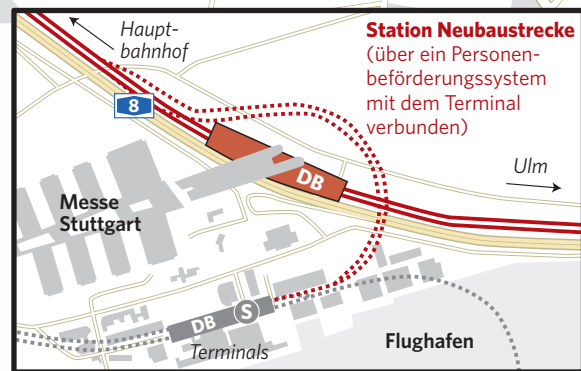 Haupt-
bahnhof
Station Neubaustrecke
(über ein Personen-
beförderungssystem
mit dem Terminal
verbunden)
8
DB
Ulm
Messe
Stuttgart
DB
S
Terminals
Flughafen